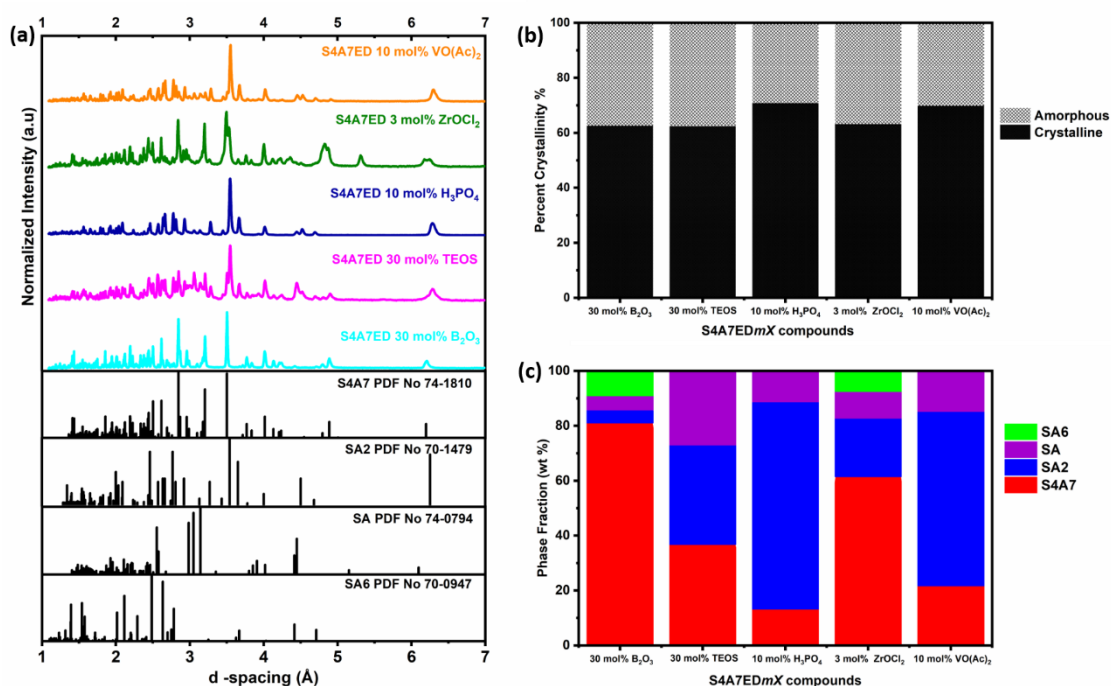 (a)
1 2 3 4 5 6 7
S4A7ED 10 mol% VO(Ac)₂
S4A7ED 3 mol% ZrOCl₂
S4A7ED 10 mol% H₃PO₄
S4A7ED 30 mol% TEOS
S4A7ED 30 mol% B₂O₃
S4A7 PDF No 74-1810
SA2 PDF No 70-1479
SA PDF No 74-0794
SA6 PDF No 70-0947
Normalized Intensity (a.u)
1 2 3 4 5 6 7
d -spacing (Å)
(b)
100
80
60
40
20
0
Percent Crystallinity %
30 mol% B₂O₃ 30 mol% TEOS 10 mol% H₃PO₄ 3 mol% ZrOCl₂ 10 mol% VO(Ac)₂
S4A7EDmX compounds
Amorphous
Crystalline
(c)
100
80
60
40
20
0
Phase Fraction (wt %)
30 mol% B₂O₃ 30 mol% TEOS 10 mol% H₃PO₄ 3 mol% ZrOCl₂ 10 mol% VO(Ac)₂
S4A7EDmX compounds
SA6
SA
SA2
S4A7